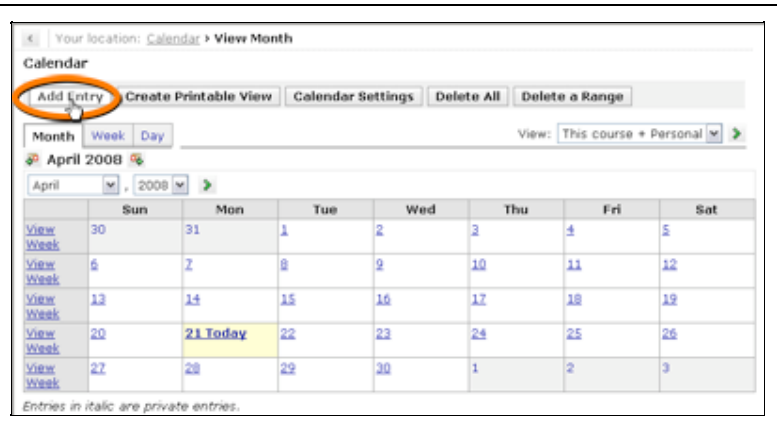 Your location: Calendar › View Month
Calendar
Add Entry Create Printable View Calendar Settings Delete All Delete a Range
Month Week Day View: This course + Personal
April 2008
April , 2008
Sun Mon Tue Wed Thu Fri Sat
View Week 30 31 1 2 3 4 5
View Week 6 7 8 9 10 11 12
View Week 13 14 15 16 17 18 19
View Week 20 21 Today 22 23 24 25 26
View Week 27 28 29 30 1 2 3
Entries in italic are private entries.